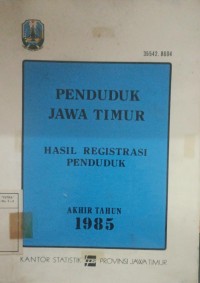 PENDUDUK
JAWA TIMUR
HASIL REGISTRASI
PENDUDUK
AKHIR TAHUN
1985
KANTOR STATISTIK PROVINSI JAWA TIMUR